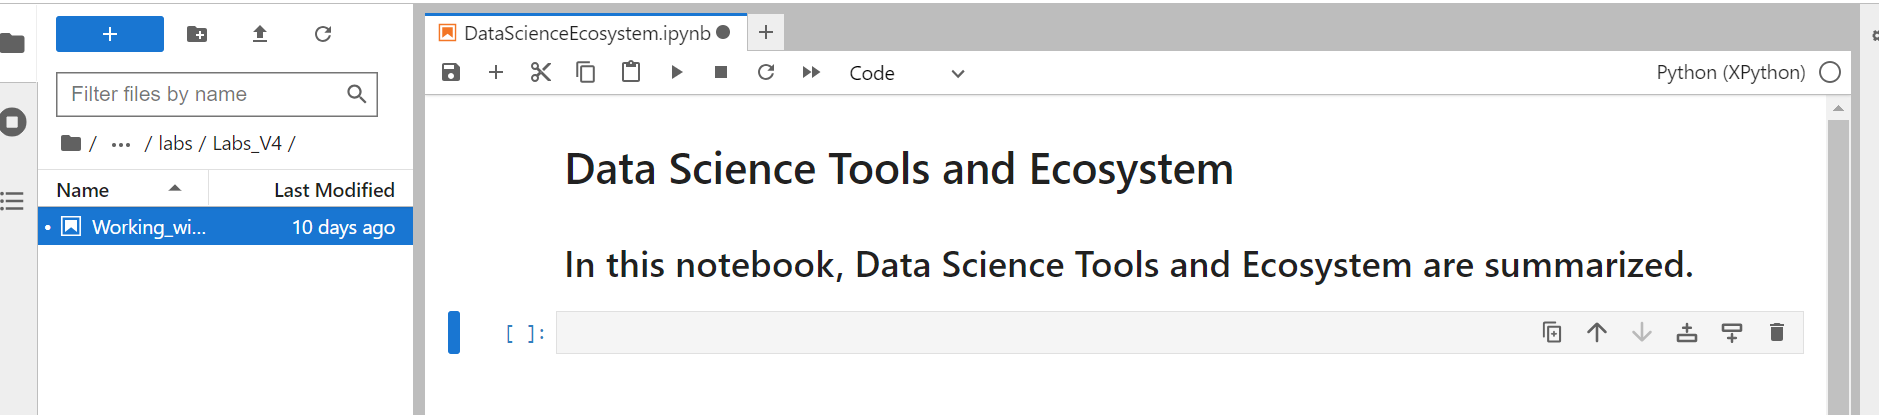 Filter files by name
/ ... / labs / Labs_V4 /
Name Last Modified
Working_wi... 10 days ago
DataScienceEcosystem.ipynb
Code
Python (XPython)
Data Science Tools and Ecosystem
In this notebook, Data Science Tools and Ecosystem are summarized.
[ ]: